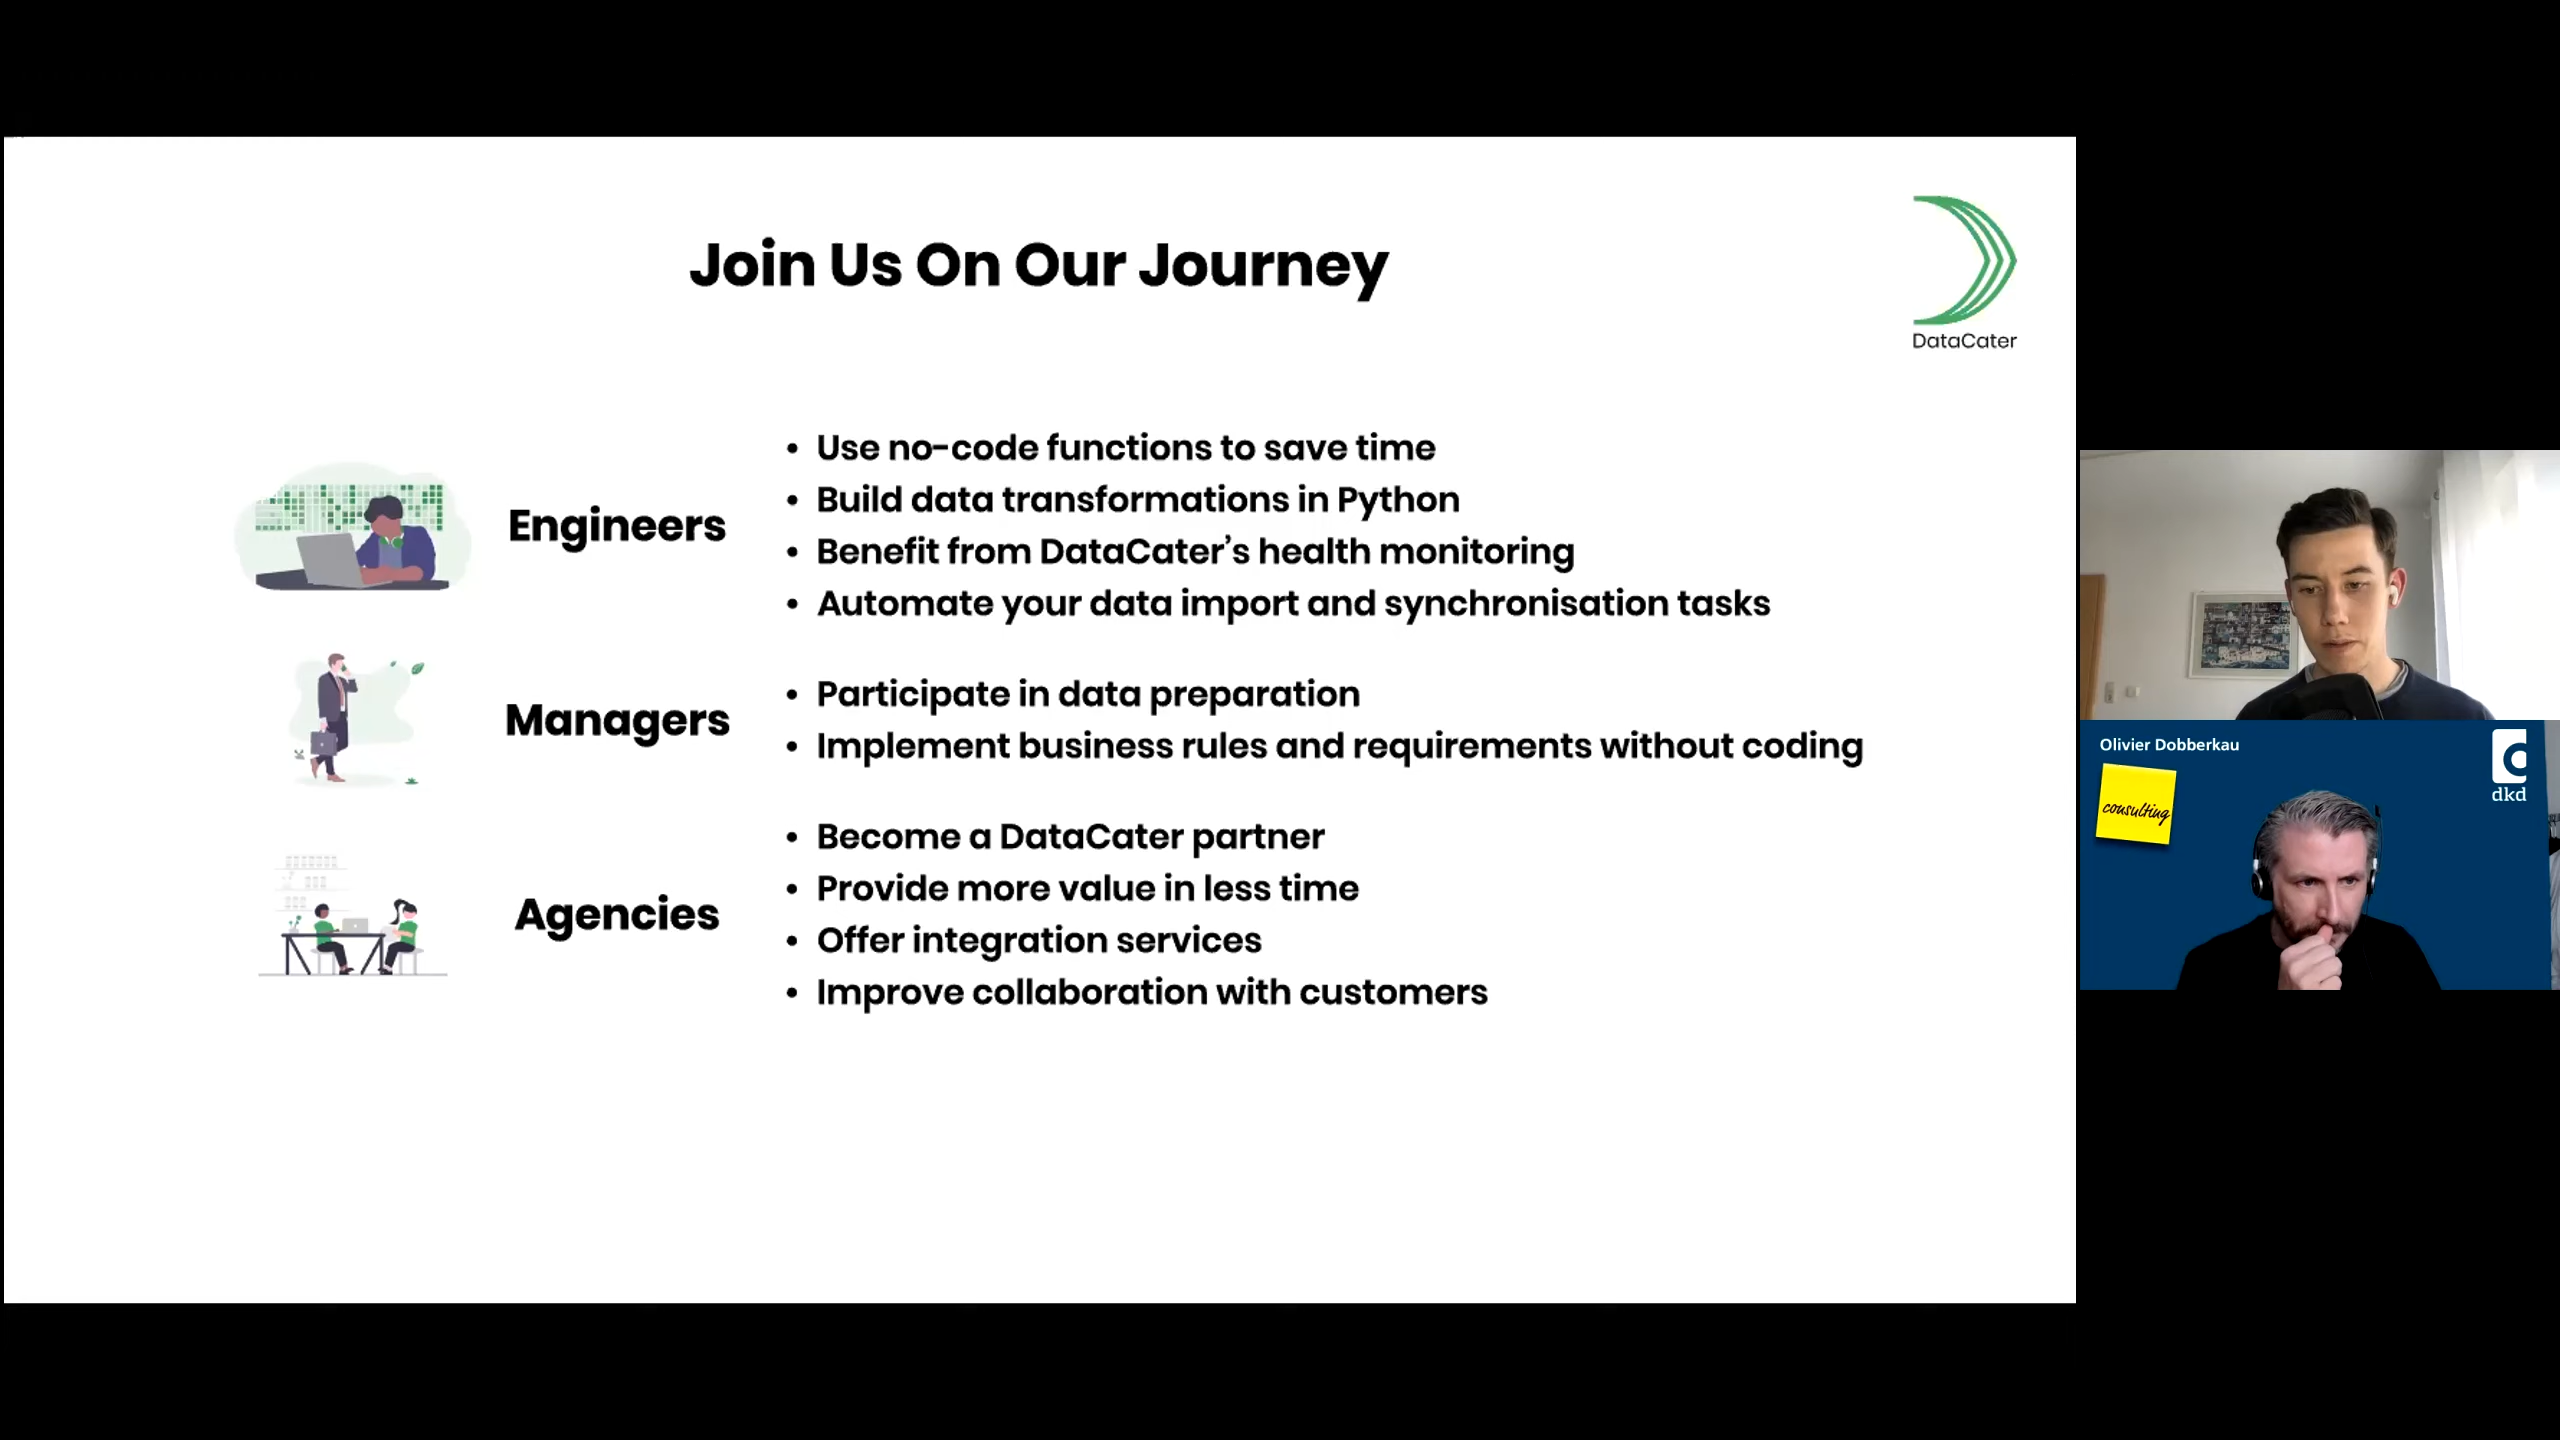 Join Us On Our Journey
DataCater
Engineers
• Use no-code functions to save time
• Build data transformations in Python
• Benefit from DataCater’s health monitoring
• Automate your data import and synchronisation tasks
Managers
• Participate in data preparation
• Implement business rules and requirements without coding
Agencies
• Become a DataCater partner
• Provide more value in less time
• Offer integration services
• Improve collaboration with customers
Olivier Dobberkau
consulting
dkd